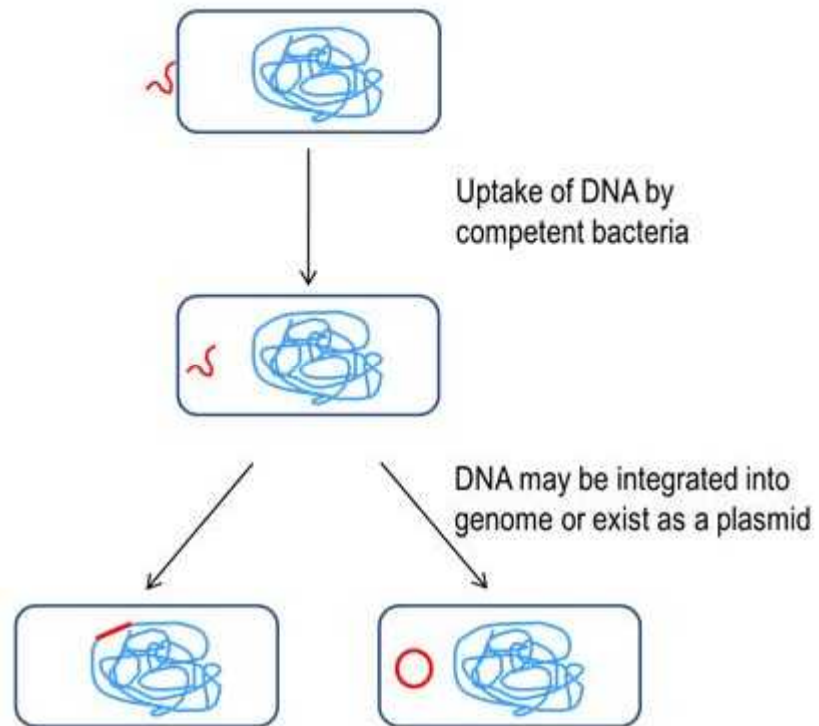 Uptake of DNA by
competent bacteria
DNA may be integrated into
genome or exist as a plasmid